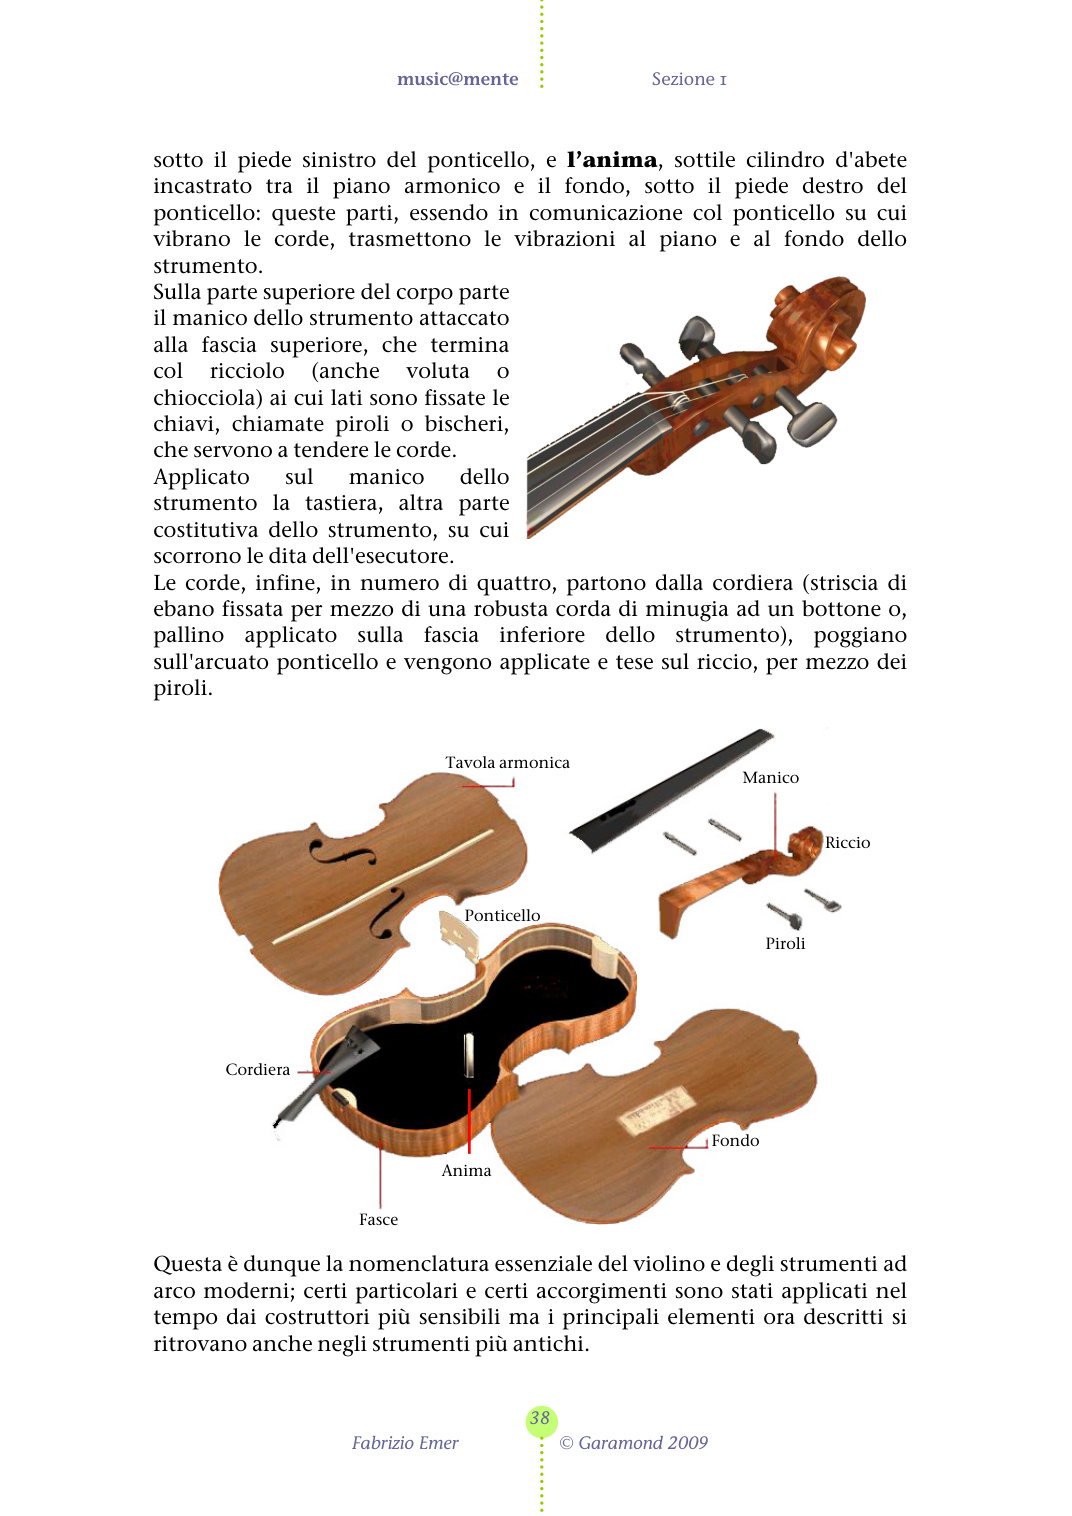 music@mente
Sezione 1
sotto il piede sinistro del ponticello, e l’anima, sottile cilindro d'abete
incastrato tra il piano armonico e il fondo, sotto il piede destro del
ponticello: queste parti, essendo in comunicazione col ponticello su cui
vibrano le corde, trasmettono le vibrazioni al piano e al fondo dello
strumento.
Sulla parte superiore del corpo parte
il manico dello strumento attaccato
alla fascia superiore, che termina
col ricciolo (anche voluta o
chiocciola) ai cui lati sono fissate le
chiavi, chiamate piroli o bischeri,
che servono a tendere le corde.
Applicato sul manico dello
strumento la tastiera, altra parte
costitutiva dello strumento, su cui
scorrono le dita dell'esecutore.
Le corde, infine, in numero di quattro, partono dalla cordiera (striscia di
ebano fissata per mezzo di una robusta corda di minugia ad un bottone o,
pallino applicato sulla fascia inferiore dello strumento), poggiano
sull'arcuato ponticello e vengono applicate e tese sul riccio, per mezzo dei
piroli.
Tavola armonica
Manico
Riccio
Ponticello
Piroli
Cordiera
Fondo
Anima
Fasce
Questa è dunque la nomenclatura essenziale del violino e degli strumenti ad
arco moderni; certi particolari e certi accorgimenti sono stati applicati nel
tempo dai costruttori più sensibili ma i principali elementi ora descritti si
ritrovano anche negli strumenti più antichi.
38
Fabrizio Emer
© Garamond 2009